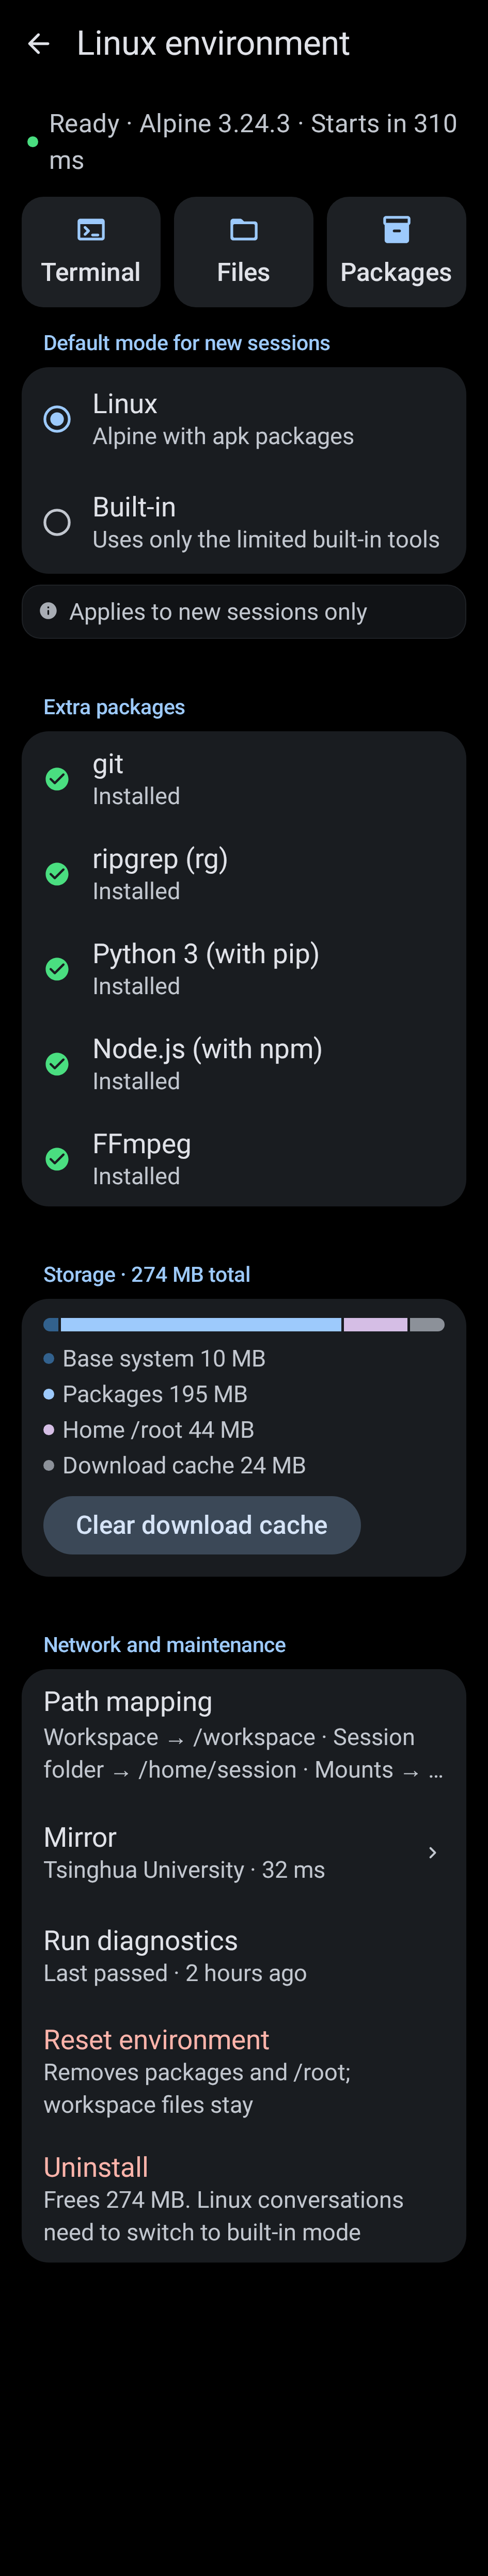 Linux environment
Ready · Alpine 3.24.3 · Starts in 310
ms
Terminal
Files
Packages
Default mode for new sessions
Linux
Alpine with apk packages
Built-in
Uses only the limited built-in tools
Applies to new sessions only
Extra packages
git
Installed
ripgrep (rg)
Installed
Python 3 (with pip)
Installed
Node.js (with npm)
Installed
FFmpeg
Installed
Storage · 274 MB total
Base system 10 MB
Packages 195 MB
Home /root 44 MB
Download cache 24 MB
Clear download cache
Network and maintenance
Path mapping
Workspace → /workspace · Session
folder → /home/session · Mounts → …
Mirror
Tsinghua University · 32 ms
Run diagnostics
Last passed · 2 hours ago
Reset environment
Removes packages and /root;
workspace files stay
Uninstall
Frees 274 MB. Linux conversations
need to switch to built-in mode